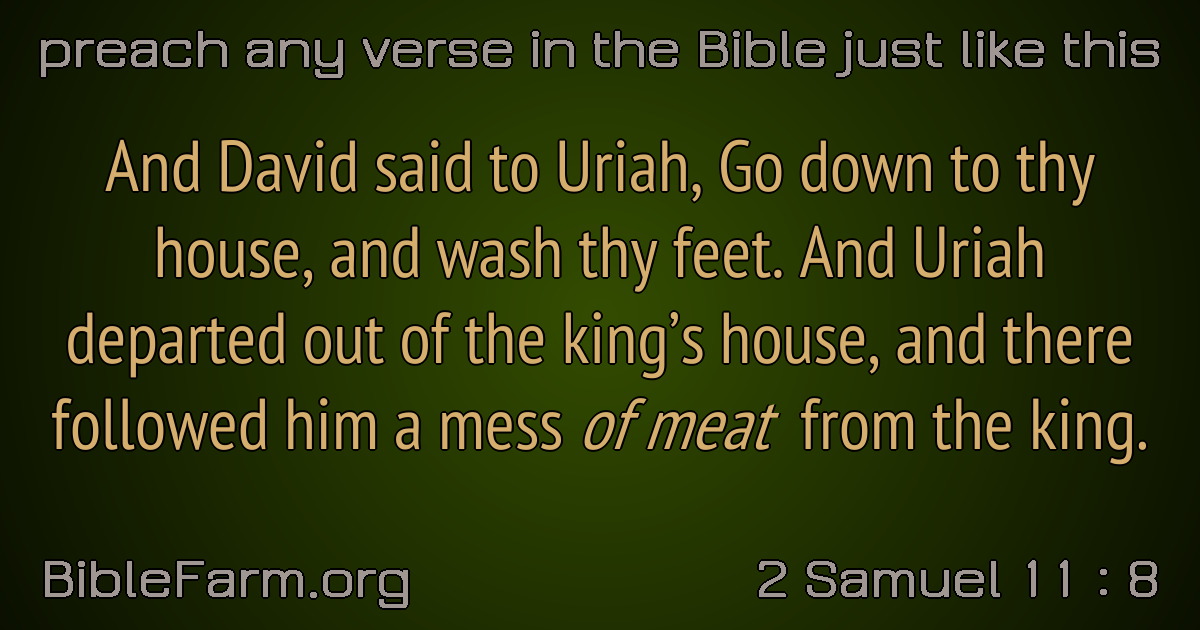 preach any verse in the Bible just like this
And David said to Uriah, Go down to thy
house, and wash thy feet. And Uriah
departed out of the king’s house, and there
followed him a mess of meat from the king.
BibleFarm.org
2 Samuel 11 : 8